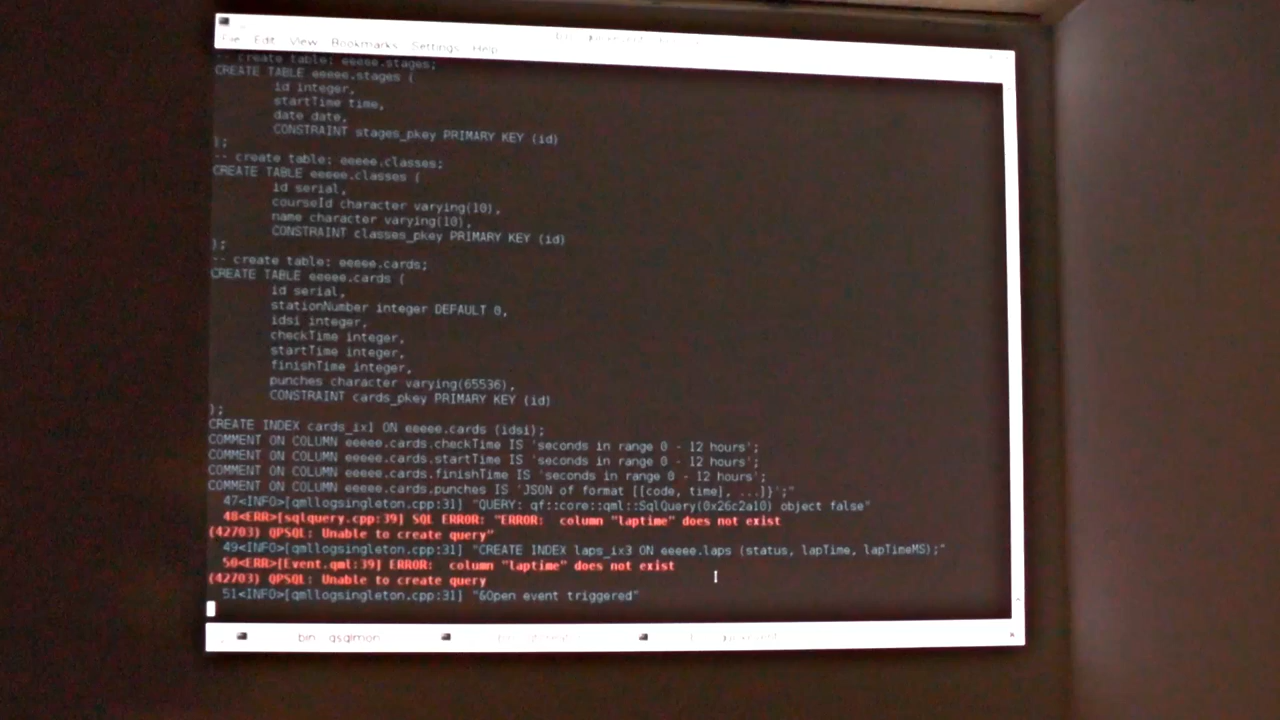 File Edit View Bookmarks Settings Help
-- create table: eeeee.stages;
CREATE TABLE eeeee.stages (
id integer,
startTime time,
date date,
CONSTRAINT stages_pkey PRIMARY KEY (id)
);
-- create table: eeeee.classes;
CREATE TABLE eeeee.classes (
id serial,
courseId character varying(10),
name character varying(10),
CONSTRAINT classes_pkey PRIMARY KEY (id)
);
-- create table: eeeee.cards;
CREATE TABLE eeeee.cards (
id serial,
stationNumber integer DEFAULT 0,
idsi integer,
checkTime integer,
startTime integer,
finishTime integer,
punches character varying(65536),
CONSTRAINT cards_pkey PRIMARY KEY (id)
);
CREATE INDEX cards_ix1 ON eeeee.cards (idsi);
COMMENT ON COLUMN eeeee.cards.checkTime IS 'seconds in range 0 - 12 hours';
COMMENT ON COLUMN eeeee.cards.startTime IS 'seconds in range 0 - 12 hours';
COMMENT ON COLUMN eeeee.cards.finishTime IS 'seconds in range 0 - 12 hours';
COMMENT ON COLUMN eeeee.cards.punches IS 'JSON of format [[code, time], ...]}';"
47<INFO>[qmllogsingleton.cpp:31] "QUERY: qf::core::qml::SqlQuery(0x26c2a10) object false"
48<ERR>[sqlquery.cpp:39] SQL ERROR: "ERROR:  column "laptime" does not exist
(42703) QPSQL: Unable to create query"
49<INFO>[qmllogsingleton.cpp:31] "CREATE INDEX laps_ix3 ON eeeee.laps (status, lapTime, lapTimeMS);"
50<ERR>[Event.qml:39] ERROR:  column "laptime" does not exist
(42703) QPSQL: Unable to create query
51<INFO>[qmllogsingleton.cpp:31] "&Open event triggered"
bin : qsqlmon